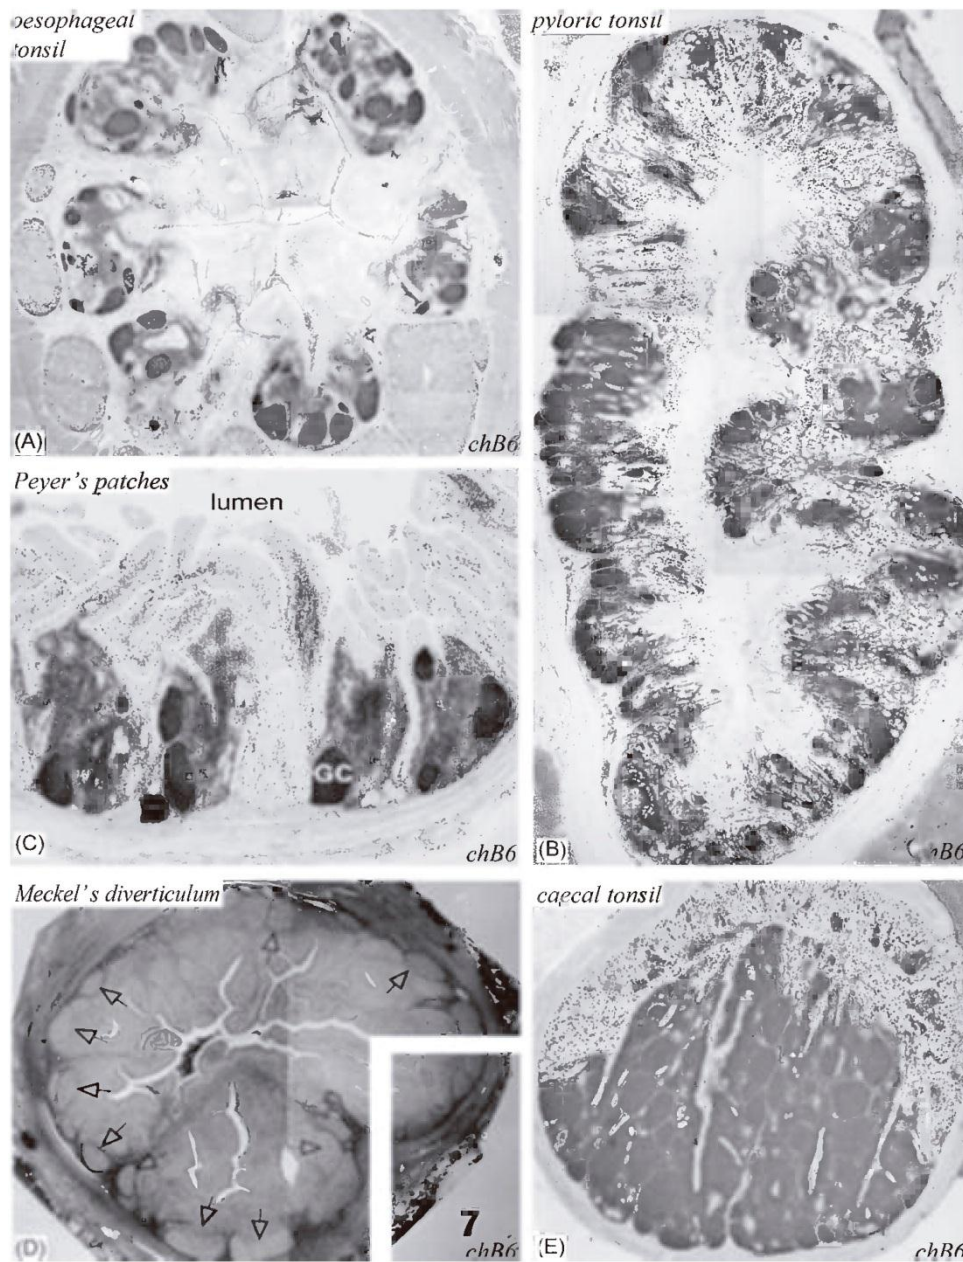 oesophageal
tonsil
(A)
chB6
pyloric tonsil
(B)
Peyer's patches
lumen
GC
(C)
chB6
Meckel's diverticulum
(D)
7
chB6
caecal tonsil
(E)
chB6